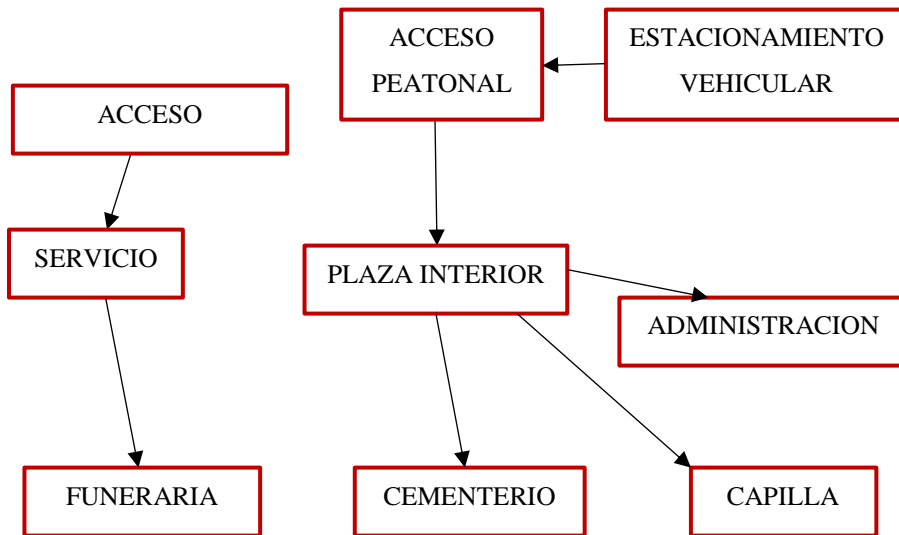 ACCESO
PEATONAL
ESTACIONAMIENTO
VEHICULAR
ACCESO
SERVICIO
PLAZA INTERIOR
ADMINISTRACION
FUNERARIA
CEMENTERIO
CAPILLA